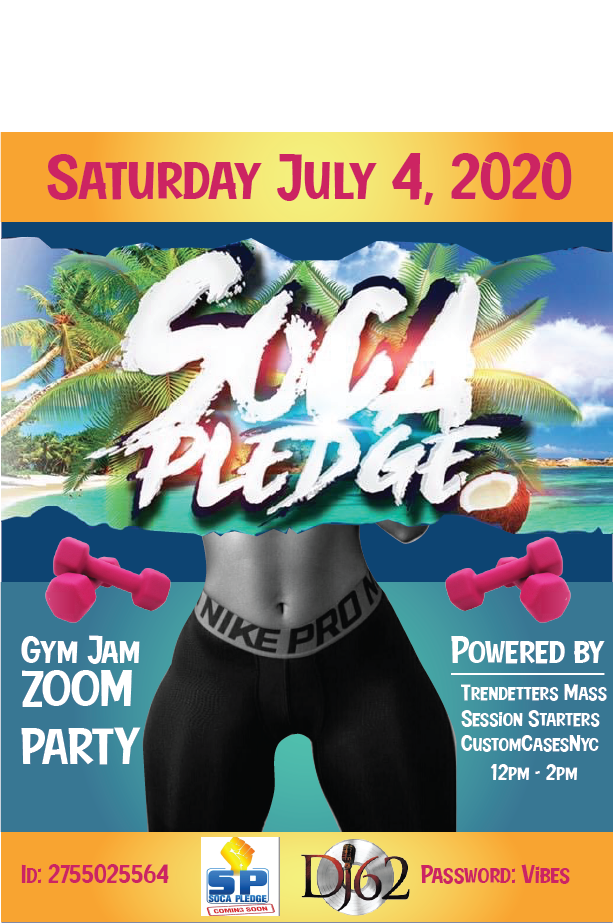 Saturday July 4, 2020
SOCA
PLEDGE
NIKE PRO N
Gym Jam
ZOOM
PARTY
Powered by
Trendetters Mass
Session Starters
CustomCasesNyc
12pm - 2pm
Id: 2755025564
SP
SOCA PLEDGE
COMING SOON
DJ62
Password: Vibes